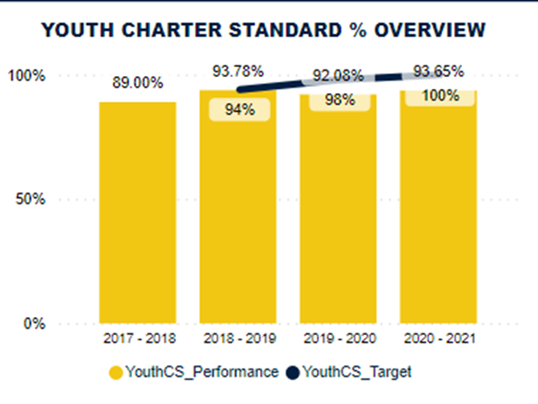 YOUTH CHARTER STANDARD % OVERVIEW
100%
89.00%
93.78%
92.08%
93.65%
94%
98%
100%
50%
0%
2017 - 2018
2018 - 2019
2019 - 2020
2020 - 2021
YouthCS_Performance
YouthCS_Target